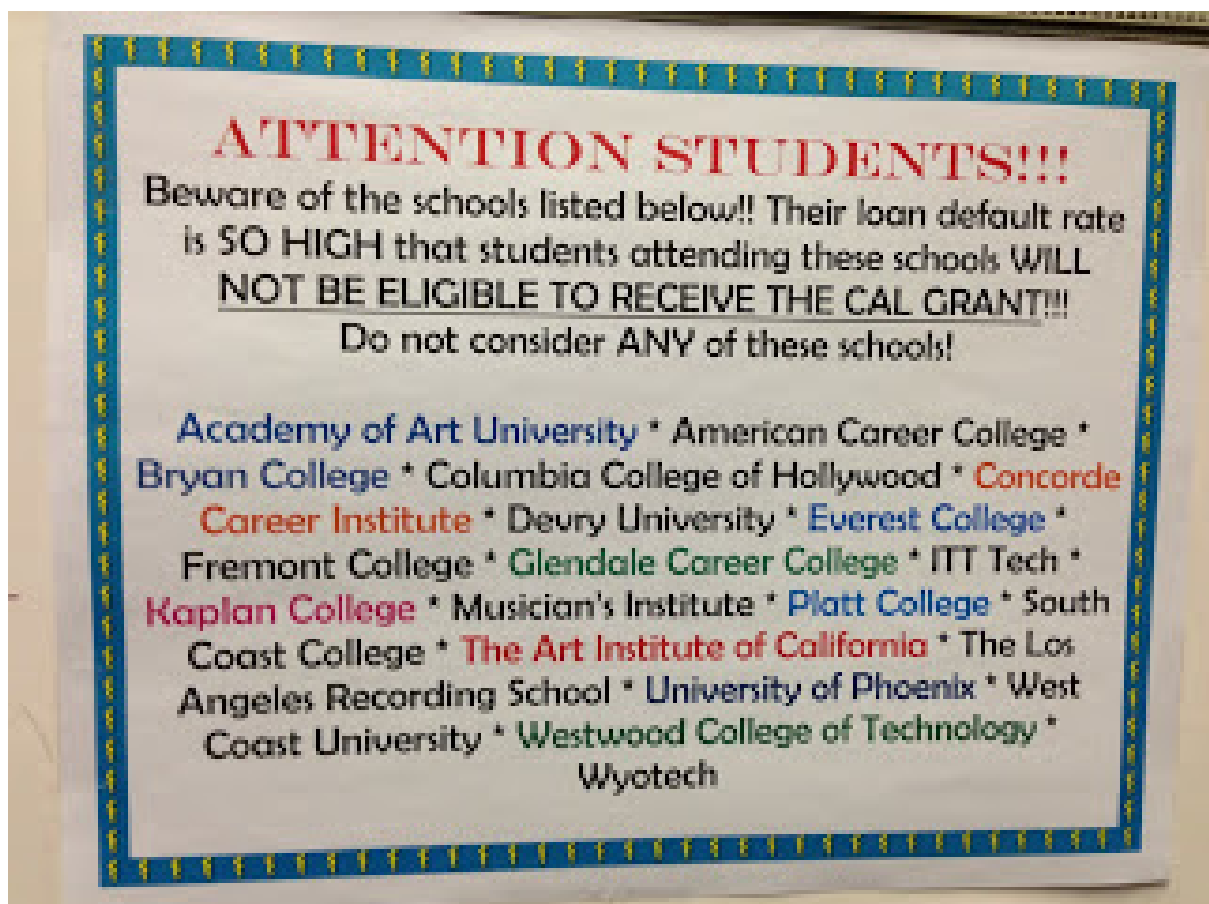 ATTENTION STUDENTS!!!
Beware of the schools listed below!! Their loan default rate
is SO HIGH that students attending these schools WILL
NOT BE ELIGIBLE TO RECEIVE THE CAL GRANT!!!
Do not consider ANY of these schools!
Academy of Art University * American Career College *
Bryan College * Columbia College of Hollywood * Concorde
Career Institute * Devry University * Everest College *
Fremont College * Glendale Career College * ITT Tech *
Kaplan College * Musician's Institute * Platt College * South
Coast College * The Art Institute of California * The Los
Angeles Recording School * University of Phoenix * West
Coast University * Westwood College of Technology *
Wyotech